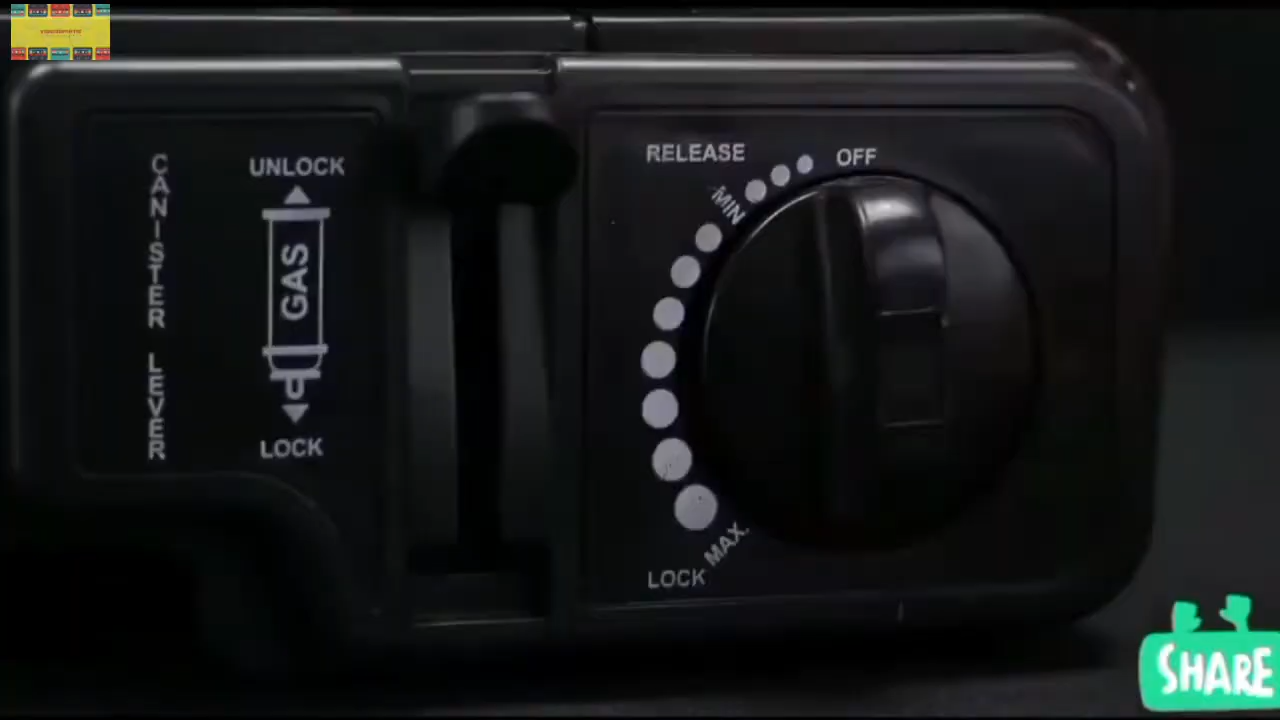 CANISTER LEVER
UNLOCK
GAS
LOCK
RELEASE
OFF
MIN
MAX.
LOCK
SHARE